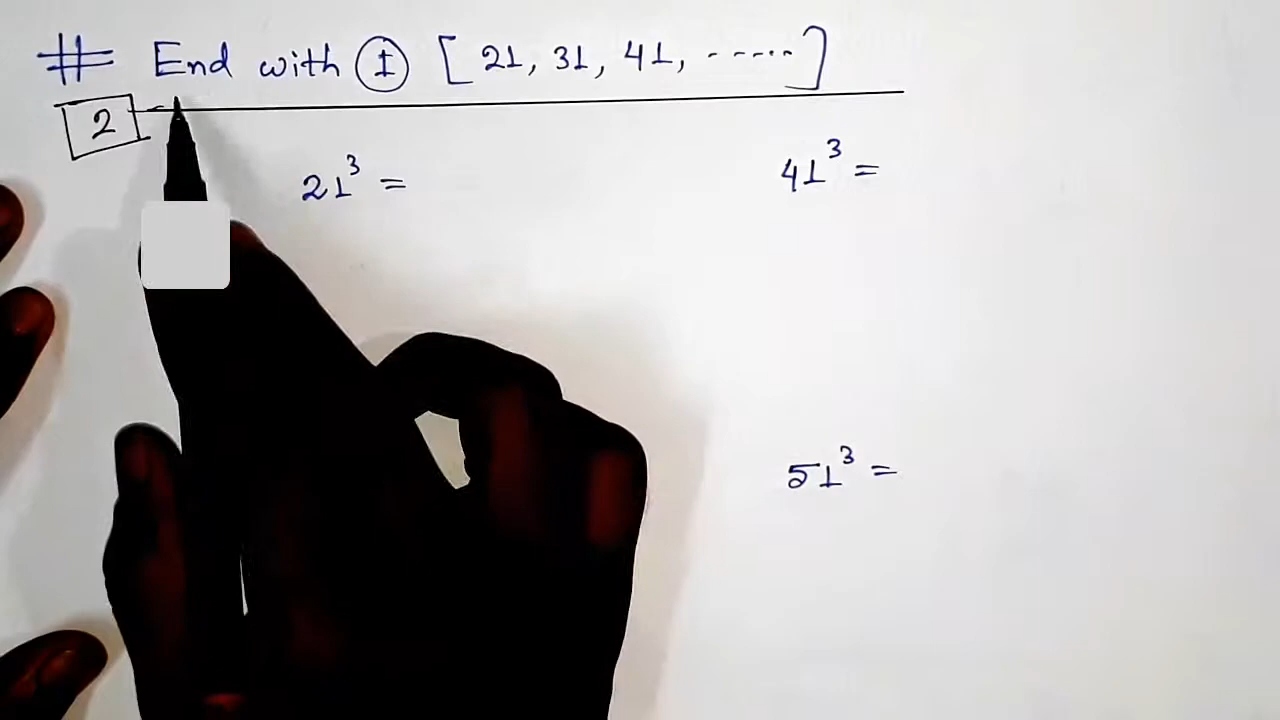 # End with ① [21, 31, 41, ......]
2
21³ =
41³ =
51³ =